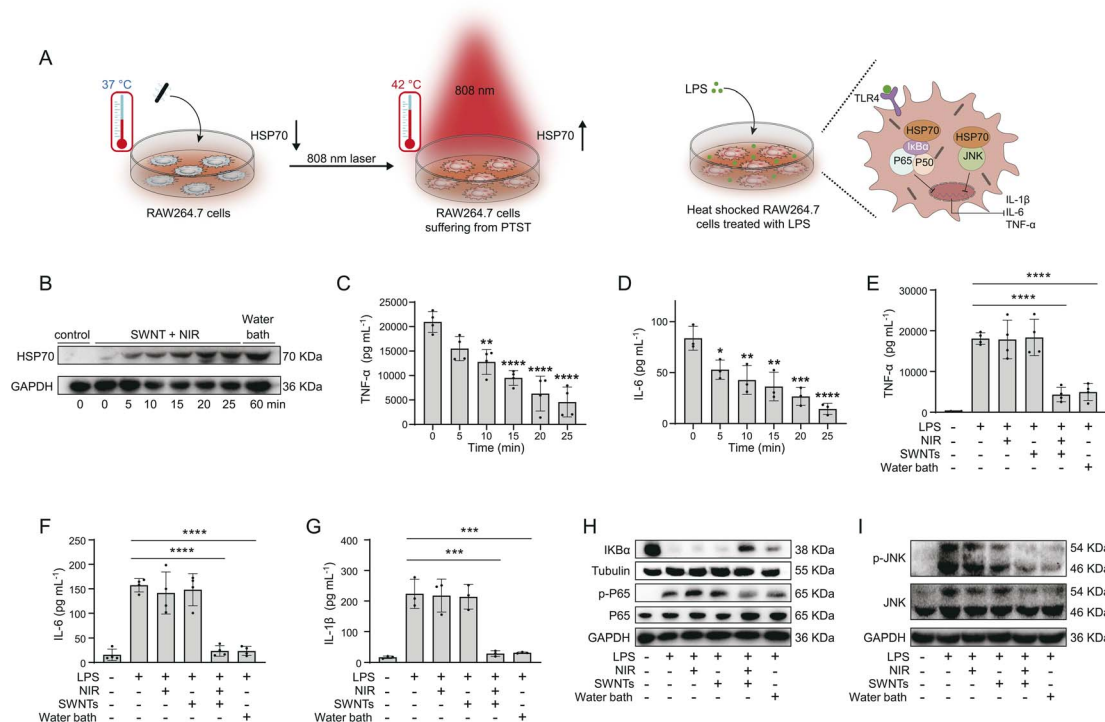 A
37 °C
HSP70
RAW264.7 cells
808 nm laser
42 °C
808 nm
HSP70
RAW264.7 cells
suffering from PTST
LPS
Heat shocked RAW264.7
cells treated with LPS
TLR4
HSP70
HSP70
IκBα
P65
P50
JNK
IL-1β
IL-6
TNF-α
B
control
SWNT + NIR
Water
bath
HSP70
70 KDa
GAPDH
36 KDa
0 0 5 10 15 20 25 60 min
C
TNF-α
(pg mL⁻¹)
25000
20000
15000
10000
5000
0
** **** **** ****
0 5 10 15 20 25
Time (min)
D
IL-6
(pg mL⁻¹)
100
50
0
* ** ** *** ****
0 5 10 15 20 25
Time (min)
E
TNF-α
(pg mL⁻¹)
30000
20000
10000
0
****
****
LPS - + + + + +
NIR - - + - + -
SWNTs - - - + + -
Water bath - - - - - +
F
IL-6
(pg mL⁻¹)
250
200
150
100
50
0
****
****
LPS - + + + + +
NIR - - + - + -
SWNTs - - - + + -
Water bath - - - - - +
G
IL-1β
(pg mL⁻¹)
400
200
0
***
***
LPS - + + + + +
NIR - - + - + -
SWNTs - - - + + -
Water bath - - - - - +
H
IKBα 38 KDa
Tubulin 55 KDa
p-P65 65 KDa
P65 65 KDa
GAPDH 36 KDa
LPS - + + + + +
NIR - - + - + -
SWNTs - - - + + -
Water bath - - - - - +
I
p-JNK
54 KDa
46 KDa
JNK
54 KDa
46 KDa
GAPDH 36 KDa
LPS - + + + + +
NIR - - + - + -
SWNTs - - - + + -
Water bath - - - - - +